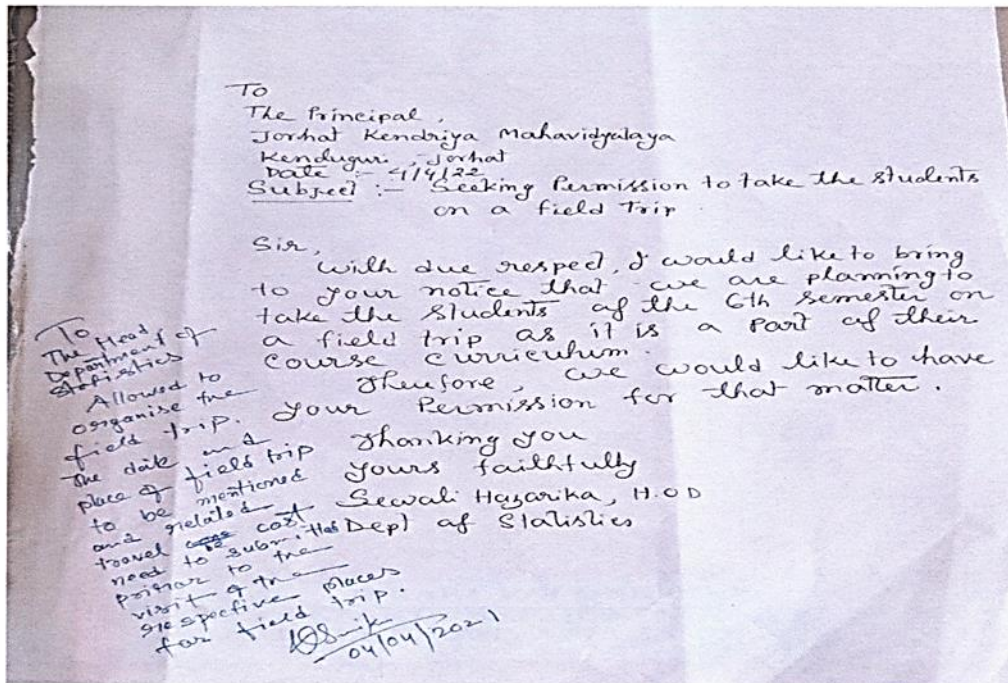 To
The Principal,
Jorhat Kendriya Mahavidyalaya
Kenduguri, Jorhat
Date :- 4/4/22
Subject :- Seeking Permission to take the students
on a field trip
Sir,
With due respect, I would like to bring
to your notice that we are planning to
take the students of the 6th semester on
a field trip as it is a part of their
course curriculum.
Therefore, we would like to have
your permission for that matter.
Thanking you
yours faithfully
Sewali Hazarika, H.O.D
Dept of Statistics
To
The Head
Department of
Statistics
Allowed to
organise the
field trip.
The date and
place of field trip
to be mentioned
and related
travel cost
need to be submitted
prior to the
visit of the
respective places
for field trip.
04/04/2021